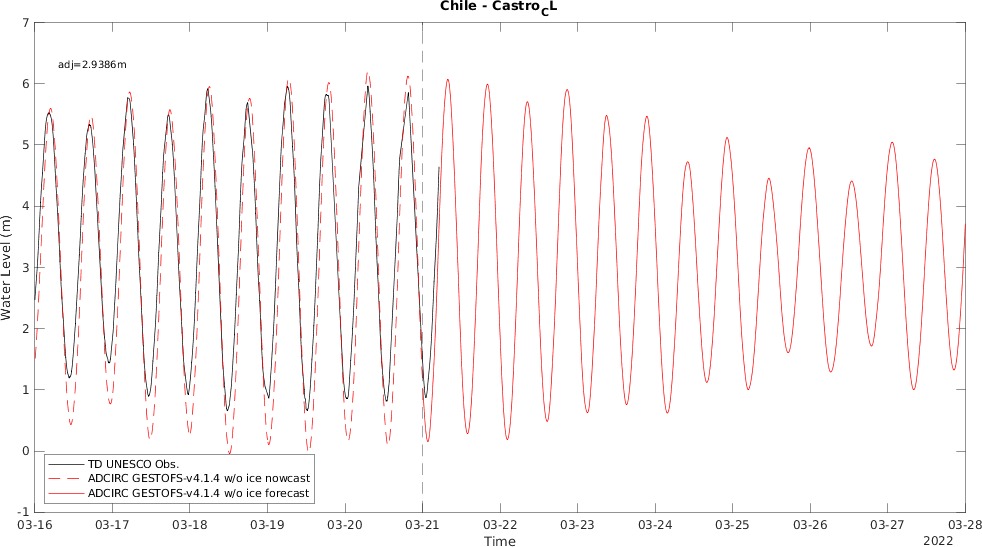 Chile - Castro_CL
adj=2.9386m
Water Level (m)
7
6
5
4
3
2
1
0
-1
TD UNESCO Obs.
ADCIRC GESTOFS-v4.1.4 w/o ice nowcast
ADCIRC GESTOFS-v4.1.4 w/o ice forecast
03-16 03-17 03-18 03-19 03-20 03-21 03-22 03-23 03-24 03-25 03-26 03-27 03-28
Time
2022